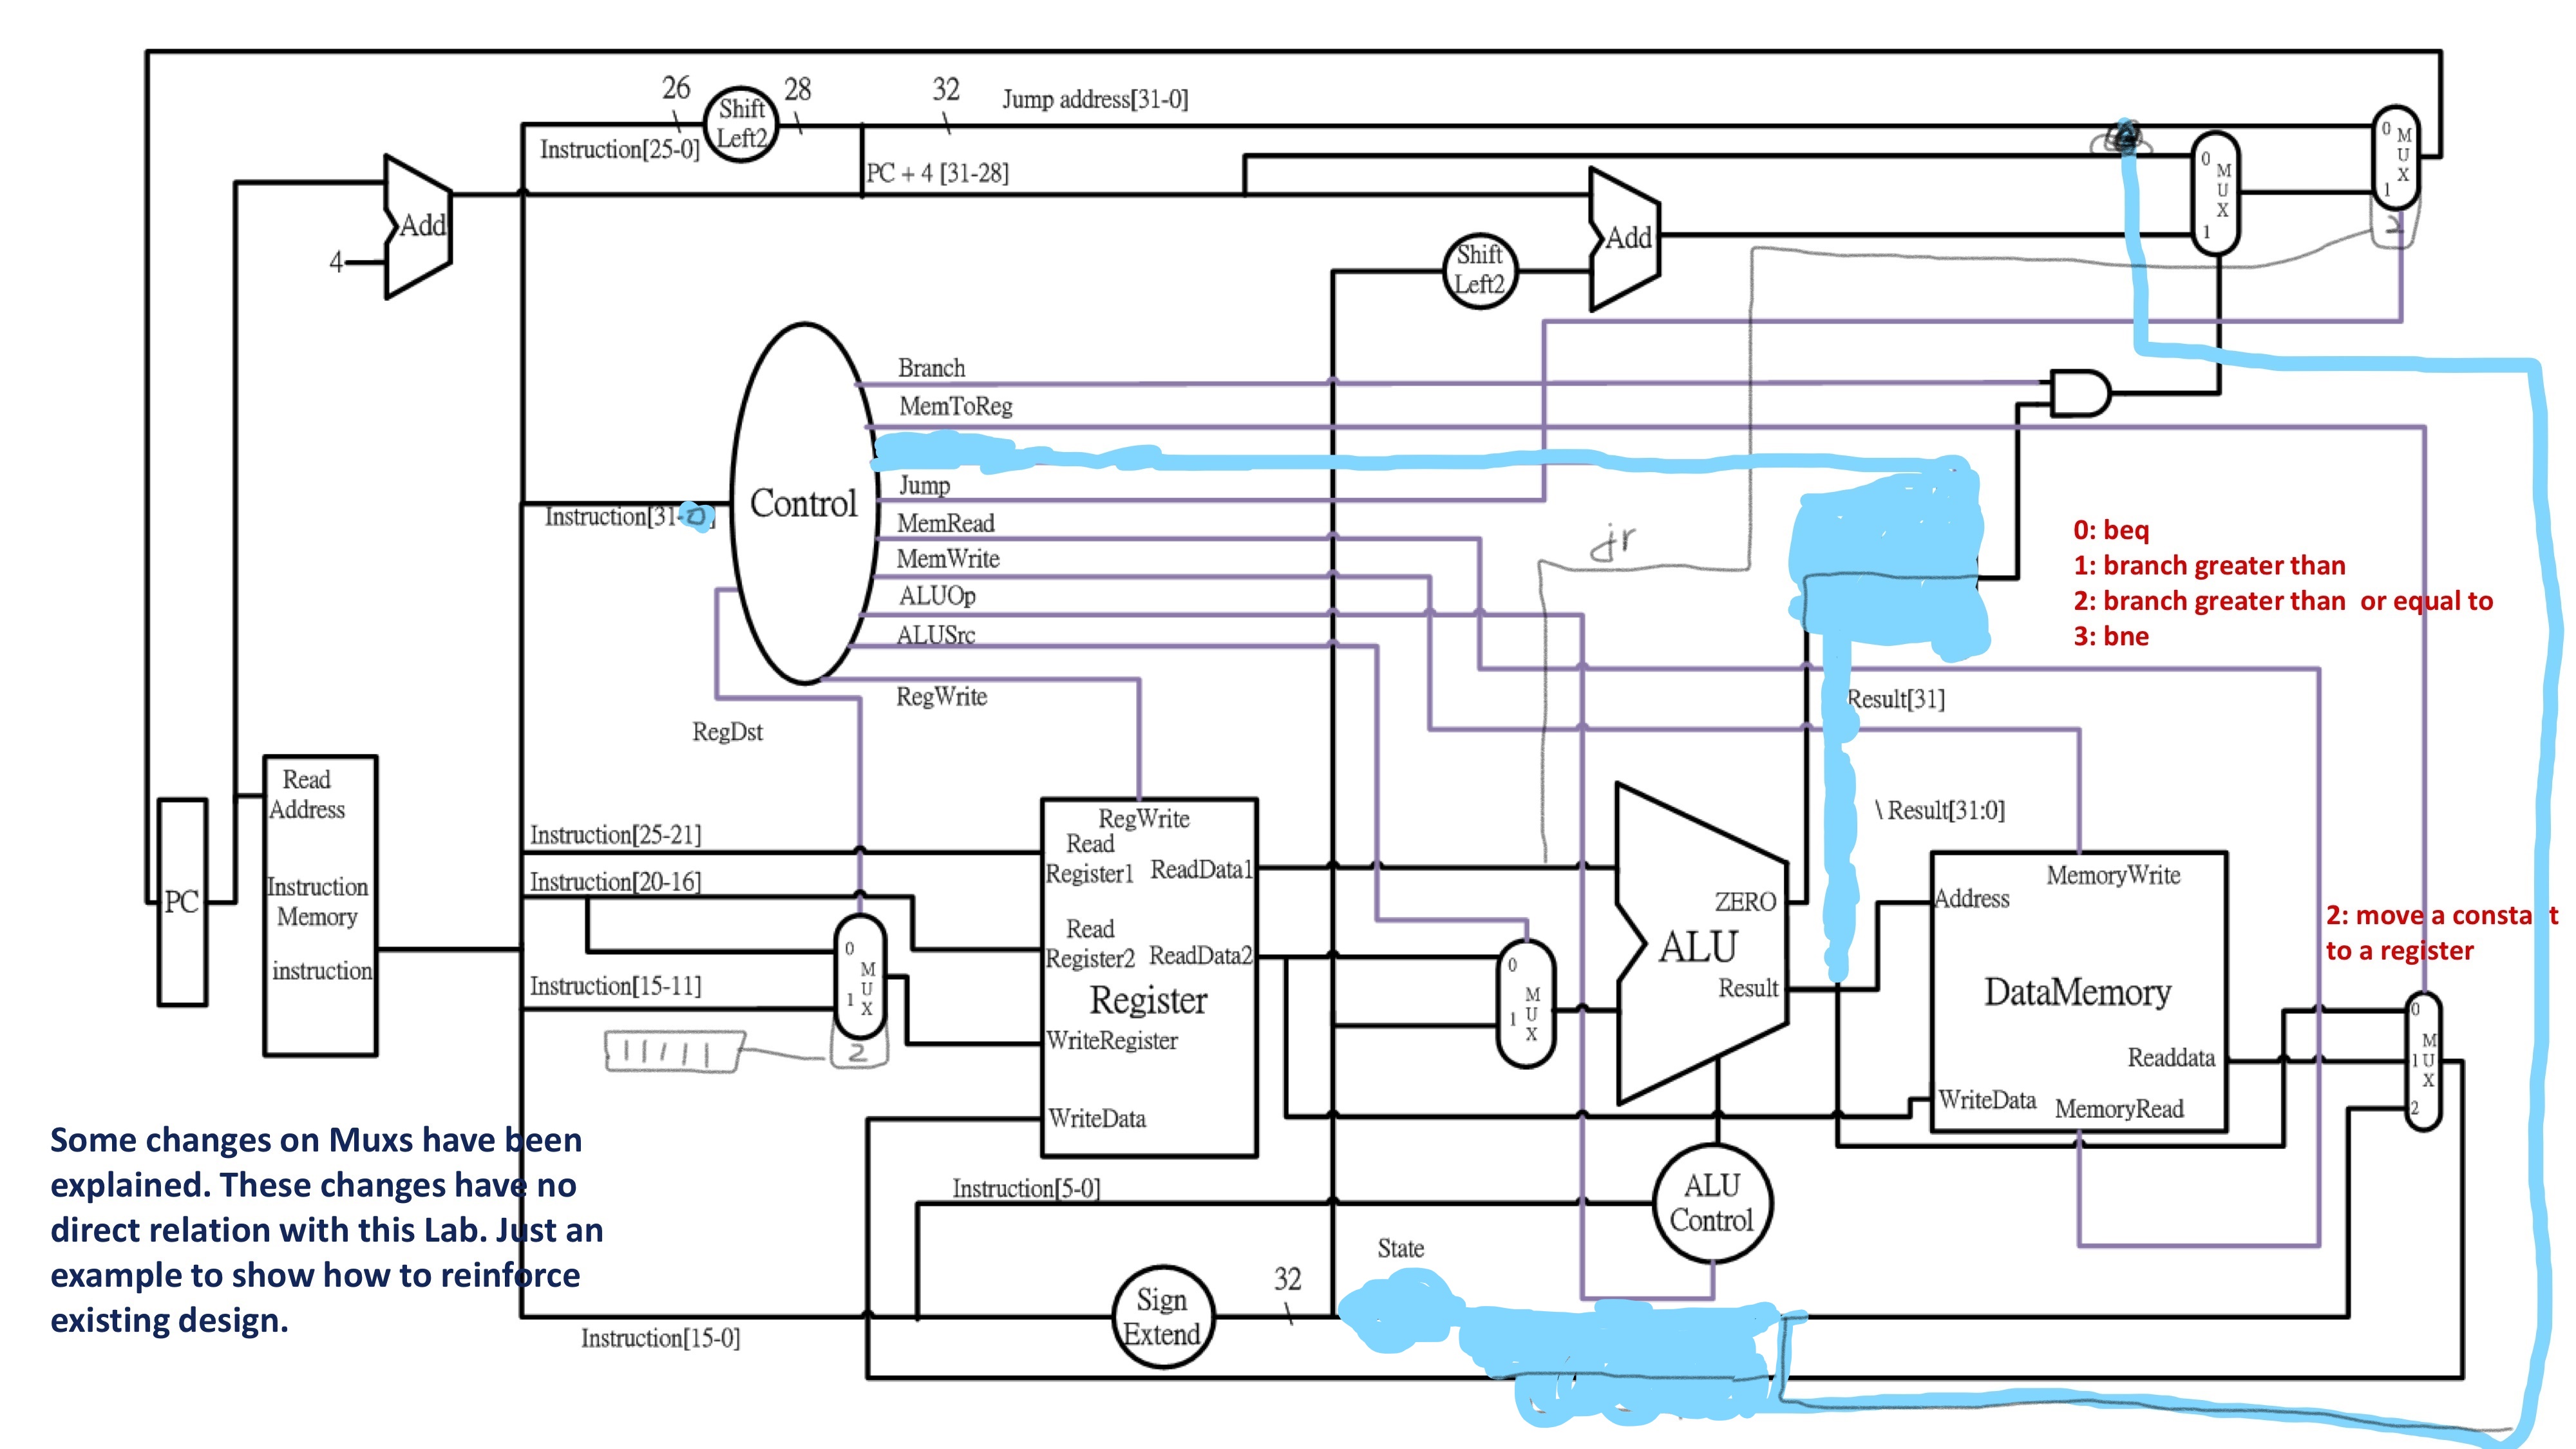 26
28
32
Jump address[31-0]
Shift
Left2
Instruction[25-0]
PC + 4 [31-28]
Add
4
Shift
Left2
Add
0
M
U
X
1
0
M
U
X
1
2
Branch
MemToReg
Jump
MemRead
MemWrite
ALUOp
ALUSrc
RegWrite
RegDst
Control
Instruction[31-0]
jr
0: beq
1: branch greater than
2: branch greater than or equal to
3: bne
Result[31]
\ Result[31:0]
PC
Read
Address
Instruction
Memory
instruction
Instruction[25-21]
Instruction[20-16]
Instruction[15-11]
0
M
U
X
1
2
11111
RegWrite
Read
Register1
ReadData1
Read
Register2
ReadData2
Register
WriteRegister
WriteData
0
M
U
X
1
ZERO
ALU
Result
MemoryWrite
Address
DataMemory
Readdata
WriteData
MemoryRead
2: move a constant
to a register
0
M
1 U
X
2
ALU
Control
Instruction[5-0]
State
32
Sign
Extend
Instruction[15-0]
Some changes on Muxs have been
explained. These changes have no
direct relation with this Lab. Just an
example to show how to reinforce
existing design.